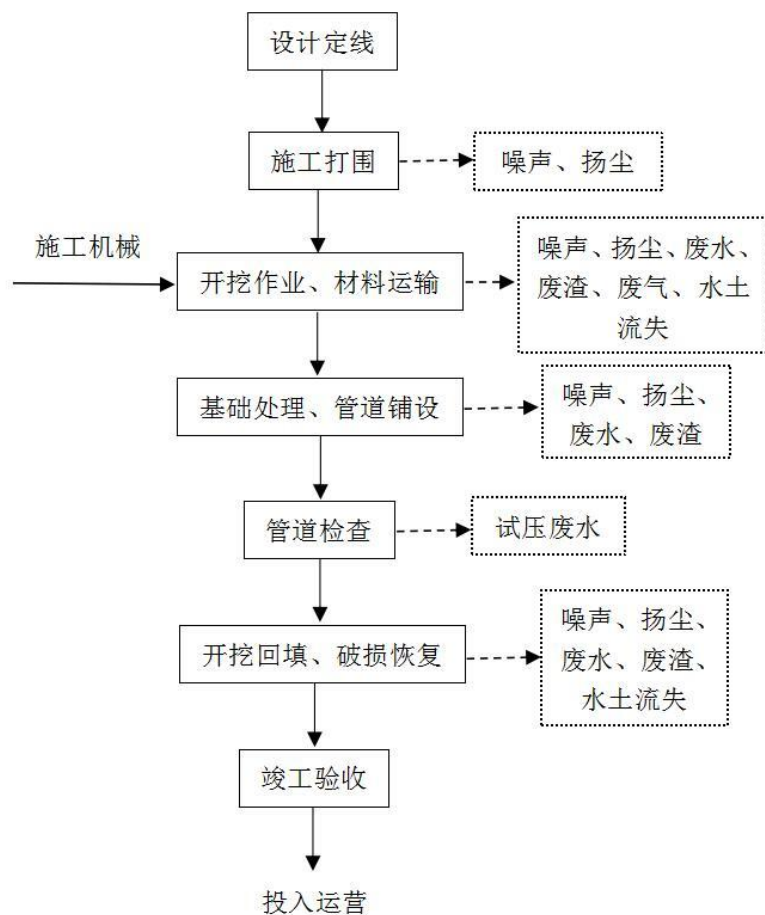 设计定线
施工打围
噪声、扬尘
施工机械
开挖作业、材料运输
噪声、扬尘、废水、
废渣、废气、水土
流失
基础处理、管道铺设
噪声、扬尘、
废水、废渣
管道检查
试压废水
开挖回填、破损恢复
噪声、扬尘、
废水、废渣、
水土流失
竣工验收
投入运营